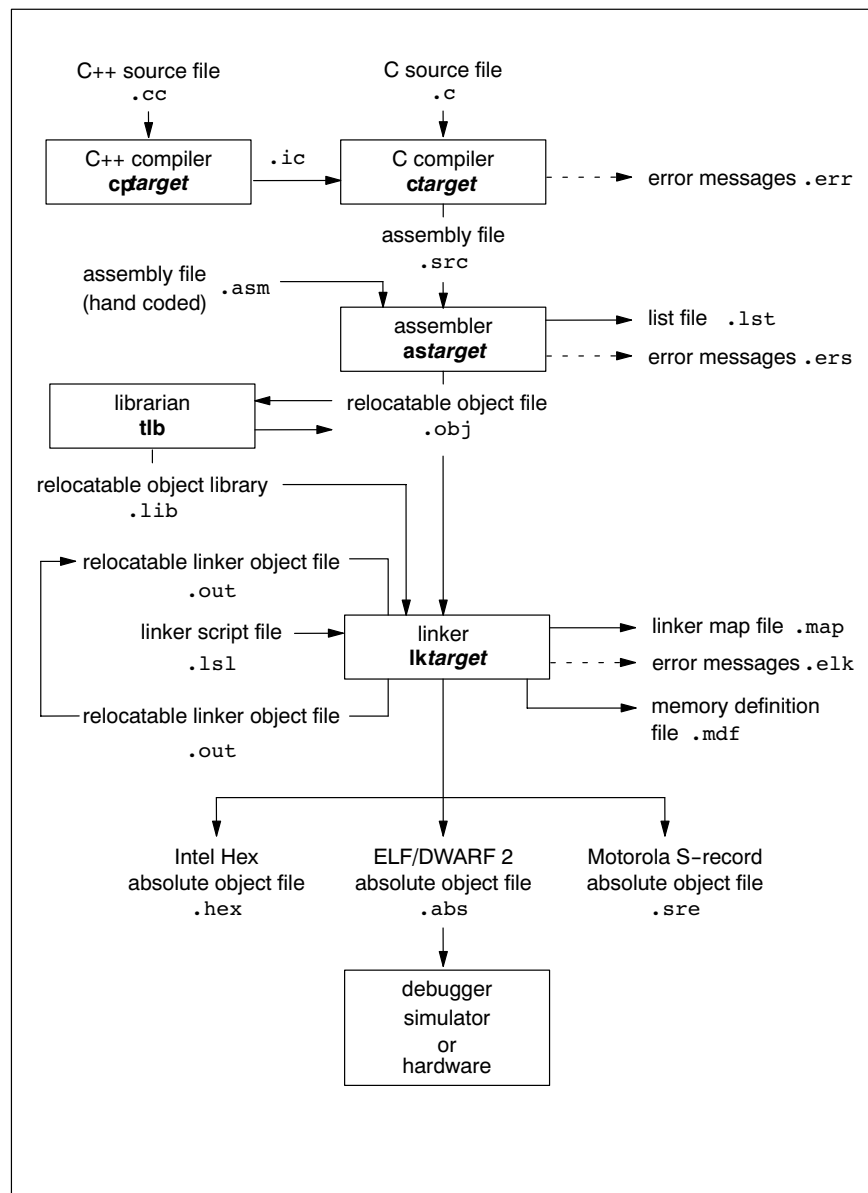 C++ source file
.cc
C source file
.c
C++ compiler
cptarget
.ic
C compiler
ctarget
error messages .err
assembly file
.src
assembly file
(hand coded)
.asm
assembler
astarget
list file .lst
error messages .ers
librarian
tlb
relocatable object file
.obj
relocatable object library
.lib
relocatable linker object file
.out
linker script file
.lsl
linker
lktarget
linker map file .map
error messages .elk
relocatable linker object file
.out
memory definition
file .mdf
Intel Hex
absolute object file
.hex
ELF/DWARF 2
absolute object file
.abs
Motorola S-record
absolute object file
.sre
debugger
simulator
or
hardware